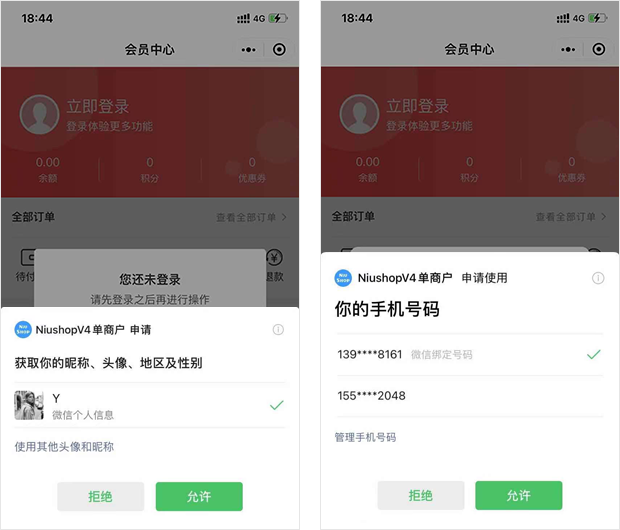 18:44
4G
会员中心
立即登录
登录体验更多功能
0.00
0
0
余额
积分
优惠券
全部订单
查看全部订单
待付
退款
您还未登录
请先登录之后再进行操作
NIU SHOP
NiushopV4单商户 申请
获取你的昵称、头像、地区及性别
Y
微信个人信息
使用其他头像和昵称
拒绝
允许
18:44
4G
会员中心
立即登录
登录体验更多功能
0.00
0
0
余额
积分
优惠券
全部订单
查看全部订单
NIU SHOP
NiushopV4单商户 申请使用
你的手机号码
139****8161 微信绑定号码
155****2048
管理手机号码
拒绝
允许